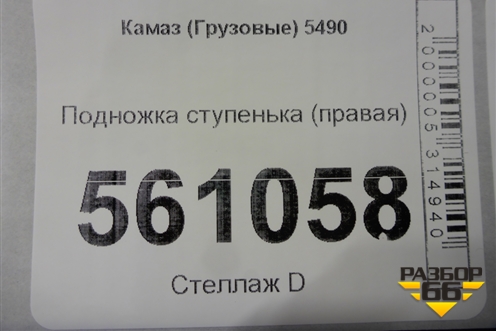 Камаз (Грузовые) 5490
Подножка ступенька (правая)
561058
Стеллаж D
2000005314940
РАЗБОР
66